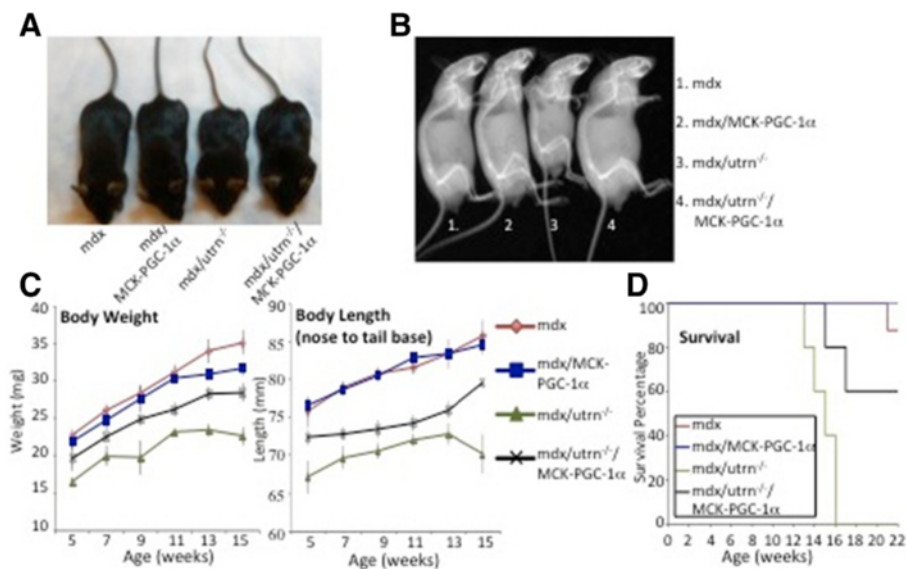 A
mdx
mdx/
MCK-PGC-1α
mdx/utrn-/-
mdx/utrn-/-/
MCK-PGC-1α
B
1.
2
3
4
1. mdx
2. mdx/MCK-PGC-1α
3. mdx/utrn-/-
4. mdx/utrn-/-/
MCK-PGC-1α
C
Body Weight
Weight (mg)
40
35
30
25
20
15
10
5 7 9 11 13 15
Age (weeks)
Body Length
(nose to tail base)
Length (mm)
90
85
80
75
70
65
60
5 7 9 11 13 15
Age (weeks)
mdx
mdx/MCK-
PGC-1α
mdx/utrn-/-
mdx/utrn-/-/
MCK-PGC-1α
D
Survival
Survival Percentage
100
80
60
40
20
0
mdx
mdx/MCK-PGC-1α
mdx/utrn-/-
mdx/utrn-/-/
MCK-PGC-1α
0 2 4 6 8 10 12 14 16 18 20 22
Age (weeks)